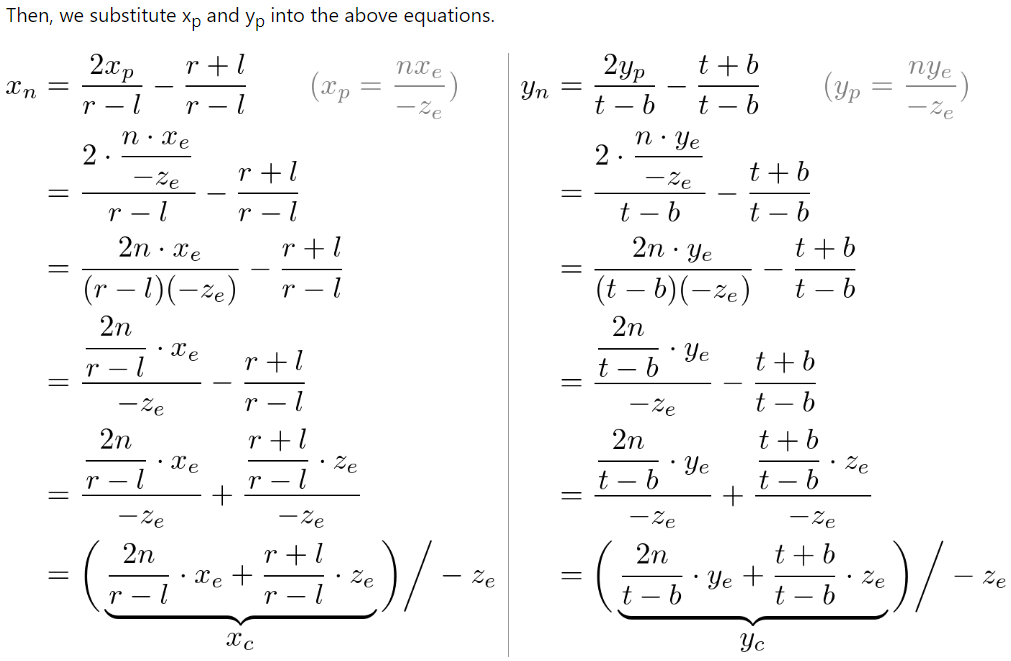 Then, we substitute xₚ and yₚ into the above equations.
$x_n = \frac{2x_p}{r-l} - \frac{r+l}{r-l} \quad (x_p = \frac{nx_e}{-z_e})$
$= \frac{2 \cdot \frac{n \cdot x_e}{-z_e}}{r-l} - \frac{r+l}{r-l}$
$= \frac{2n \cdot x_e}{(r-l)(-z_e)} - \frac{r+l}{r-l}$
$= \frac{\frac{2n}{r-l} \cdot x_e}{-z_e} - \frac{r+l}{r-l}$
$= \frac{\frac{2n}{r-l} \cdot x_e}{-z_e} + \frac{\frac{r+l}{r-l} \cdot z_e}{-z_e}$
$= \left( \underbrace{\frac{2n}{r-l} \cdot x_e + \frac{r+l}{r-l} \cdot z_e}_{x_c} \right) \Big/ -z_e$
$y_n = \frac{2y_p}{t-b} - \frac{t+b}{t-b} \quad (y_p = \frac{ny_e}{-z_e})$
$= \frac{2 \cdot \frac{n \cdot y_e}{-z_e}}{t-b} - \frac{t+b}{t-b}$
$= \frac{2n \cdot y_e}{(t-b)(-z_e)} - \frac{t+b}{t-b}$
$= \frac{\frac{2n}{t-b} \cdot y_e}{-z_e} - \frac{t+b}{t-b}$
$= \frac{\frac{2n}{t-b} \cdot y_e}{-z_e} + \frac{\frac{t+b}{t-b} \cdot z_e}{-z_e}$
$= \left( \underbrace{\frac{2n}{t-b} \cdot y_e + \frac{t+b}{t-b} \cdot z_e}_{y_c} \right) \Big/ -z_e$